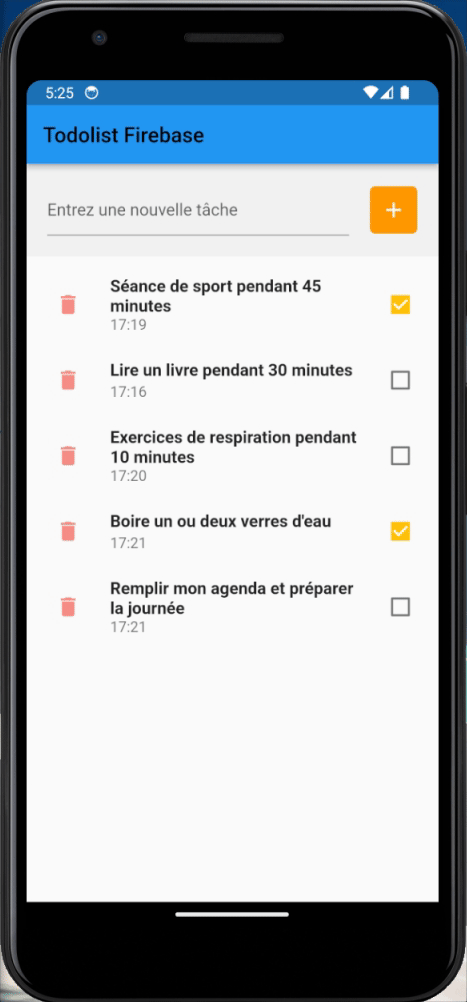 5:25
Todolist Firebase
Entrez une nouvelle tâche
Séance de sport pendant 45
minutes
17:19
Lire un livre pendant 30 minutes
17:16
Exercices de respiration pendant
10 minutes
17:20
Boire un ou deux verres d'eau
17:21
Remplir mon agenda et préparer
la journée
17:21